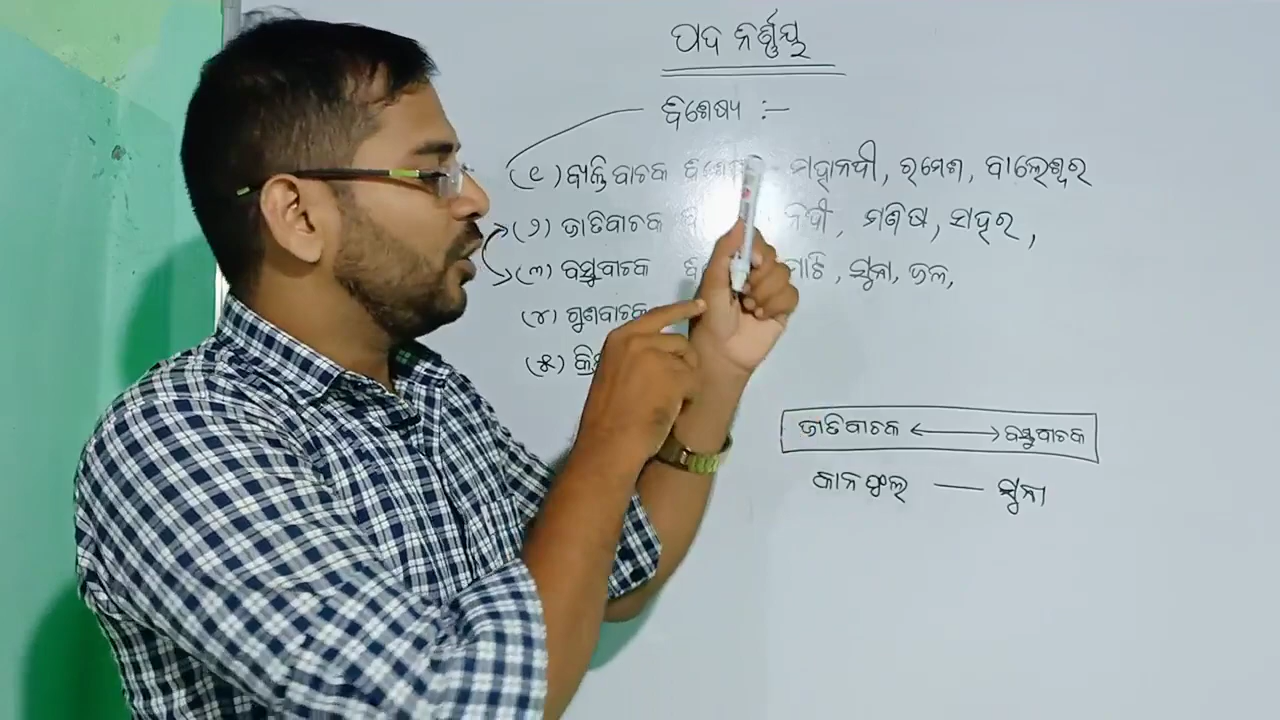 ପଦ ନିର୍ଣ୍ଣୟ
ବିଶେଷ୍ୟ :-
(୧) ବ୍ୟକ୍ତି ବାଚକ - ମହାନଦୀ, ରମେଶ, ବାଲେଶ୍ୱର
(୨) ଜାତିବାଚକ ନଦୀ, ମଣିଷ, ସହର,
(୩) ବସ୍ତୁବାଚକ ମାଟି, ସୁନା, ଜଳ,
(୪) ଗୁଣବାଚକ
(୫)
ଜାତିବାଚକ ⟷ ବସ୍ତୁବାଚକ
କାନଫୁଲ — ସୁନା